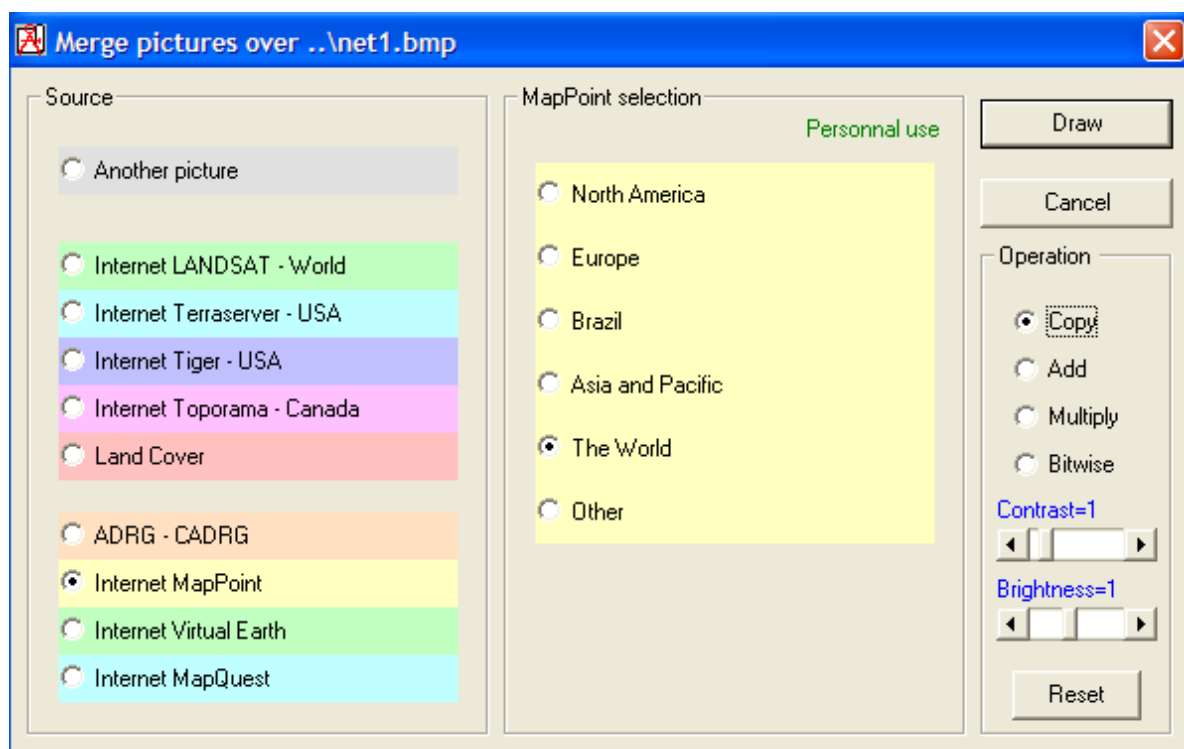 Merge pictures over ..\net1.bmp
Source
Another picture
Internet LANDSAT - World
Internet Terraserver - USA
Internet Tiger - USA
Internet Toporama - Canada
Land Cover
ADRG - CADRG
Internet MapPoint
Internet Virtual Earth
Internet MapQuest
MapPoint selection
Personnal use
North America
Europe
Brazil
Asia and Pacific
The World
Other
Draw
Cancel
Operation
Copy
Add
Multiply
Bitwise
Contrast=1
Brightness=1
Reset